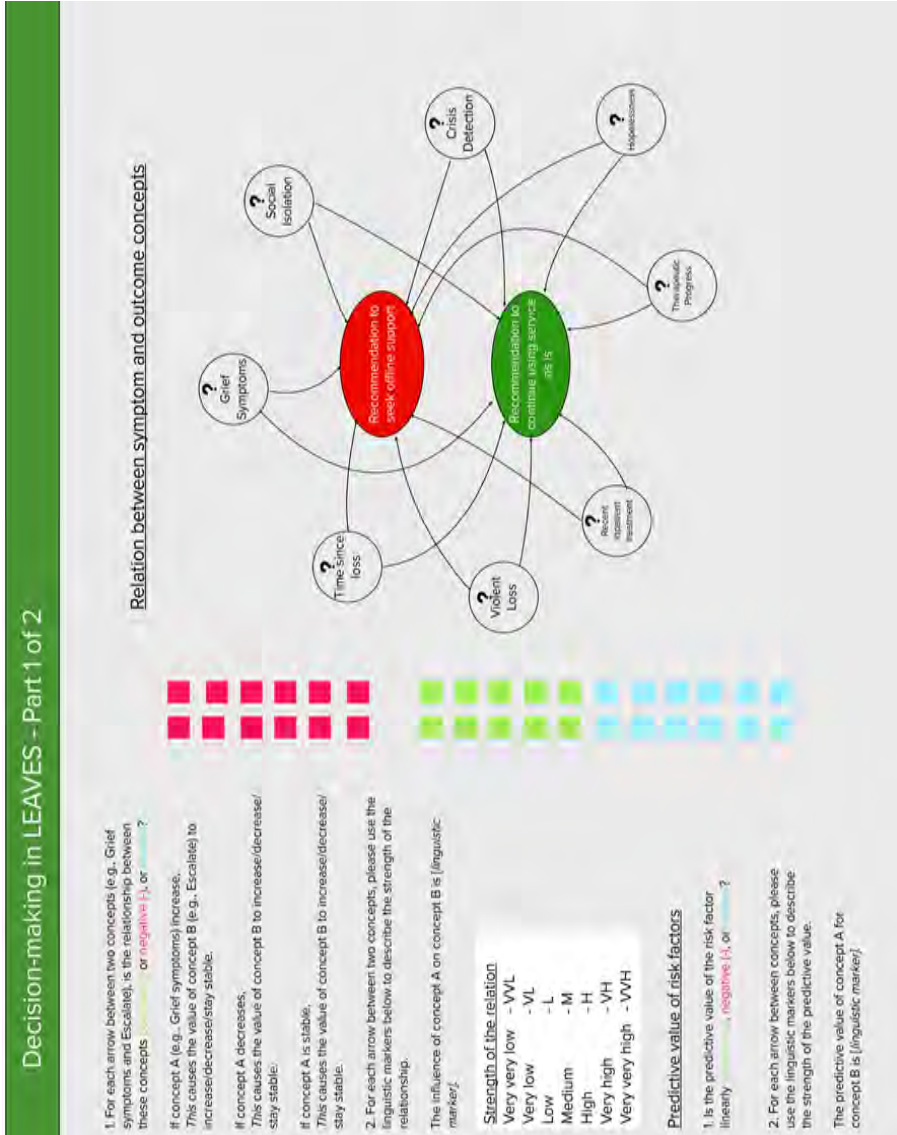 Decision-making in LEAVES - Part 1 of 2
1. For each arrow between two concepts (e.g., Grief
symptoms and Escalate), is the relationship between
these concepts or negative (-), or ?
If concept A (e.g., Grief symptoms) increase,
This causes the value of concept B (e.g., Escalate) to
increase/decrease/stay stable.
If concept A decreases,
This causes the value of concept B to increase/decrease/
stay stable.
If concept A is stable,
This causes the value of concept B to increase/decrease/
stay stable.
2. For each arrow between two concepts, please use the
linguistic markers below to describe the strength of the
relationship.
The influence of concept A on concept B is [linguistic
marker].
Strength of the relation
Very very low - VVL
Very low - VL
Low - L
Medium - M
High - H
Very high - VH
Very very high - VVH
Predictive value of risk factors
1. Is the predictive value of the risk factor
linearly , negative (-), or ?
2. For each arrow between concepts, please
use the linguistic markers below to describe
the strength of the predictive value.
The predictive value of concept A for
concept B is [linguistic marker]
Relation between symptom and outcome concepts
?
Grief
Symptoms
?
Social
Isolation
?
Time since
loss
Recommendation to
seek offline support
?
Crisis
Detection
?
Violent
Loss
Recommendation to
continue using service
as is
?
Recent
inpatient
treatment
?
Therapeutic
Progress
?
Hopelessness